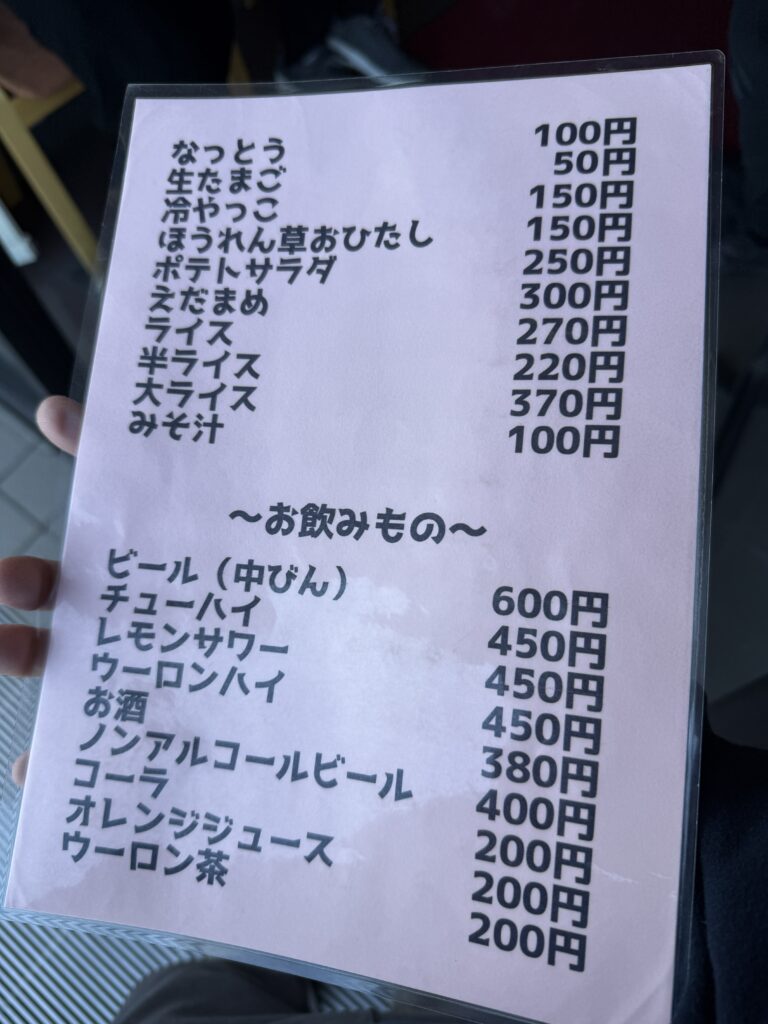 なっとう 100円
生たまご 50円
冷やっこ 150円
ほうれん草おひたし 150円
ポテトサラダ 250円
えだまめ 300円
ライス 270円
半ライス 220円
大ライス 370円
みそ汁 100円
～お飲みもの～
ビール（中びん） 600円
チューハイ 450円
レモンサワー 450円
ウーロンハイ 450円
お酒 380円
ノンアルコールビール 400円
コーラ 200円
オレンジジュース 200円
ウーロン茶 200円